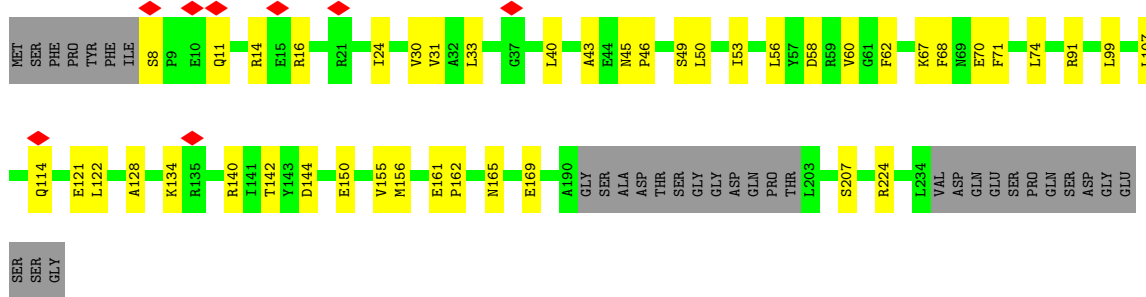 MET SER PHE PRO TYR PHE ILE S8 P9 E10 Q11 R14 E15 R16 R21 I24 V30 V31 A32 L33 G37 L40 A43 E44 N45 P46 S49 L50 I53 L56 Y57 D58 R59 V60 G61 F62 K67 F68 N69 E70 F71 L74 R91 L99 L107
Q114 E121 L122 A128 K134 R135 R140 I141 T142 Y143 D144 E150 V155 M156 E161 P162 N165 E169 A190 GLY SER ALA ASP THR SER GLY GLY ASP GLN PRO THR L203 S207 R224 L234 VAL ASP GLN GLU SER PRO GLN SER ASP GLY GLU
SER SER GLY